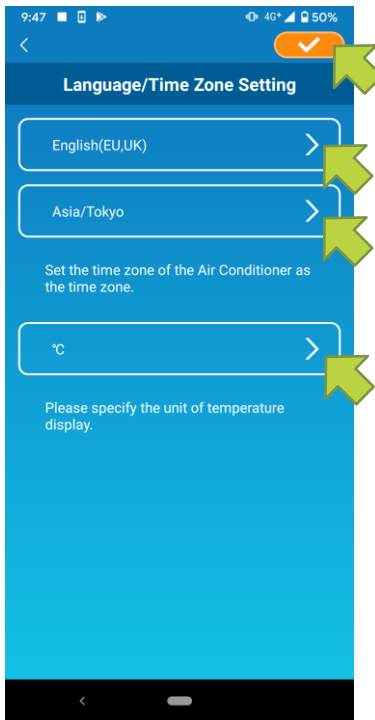 9:47 4G+ 50%
Language/Time Zone Setting
English(EU,UK)
Asia/Tokyo
Set the time zone of the Air Conditioner as
the time zone.
℃
Please specify the unit of temperature
display.